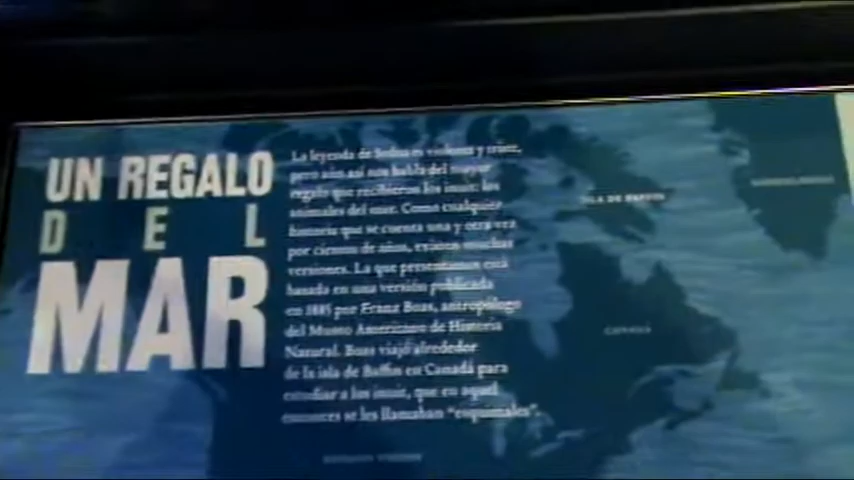 UN REGALO
DEL
MAR
La leyenda de Sedna es violenta y triste,
pero aún así nos habla del mayor
regalo que recibieron los inuit: los
animales del mar. Como cualquier
historia que se cuenta una y otra vez
por cientos de años, existen muchas
versiones. La que presentamos está
basada en una versión publicada
en 1885 por Franz Boas, antropólogo
del Museo Americano de Historia
Natural. Boas viajó alrededor
de la isla de Baffin en Canadá para
estudiar a los inuit, que en aquel
entonces se les llamaban "esquimales".
ISLA DE BAFFIN
CANADÁ
ESTADOS UNIDOS